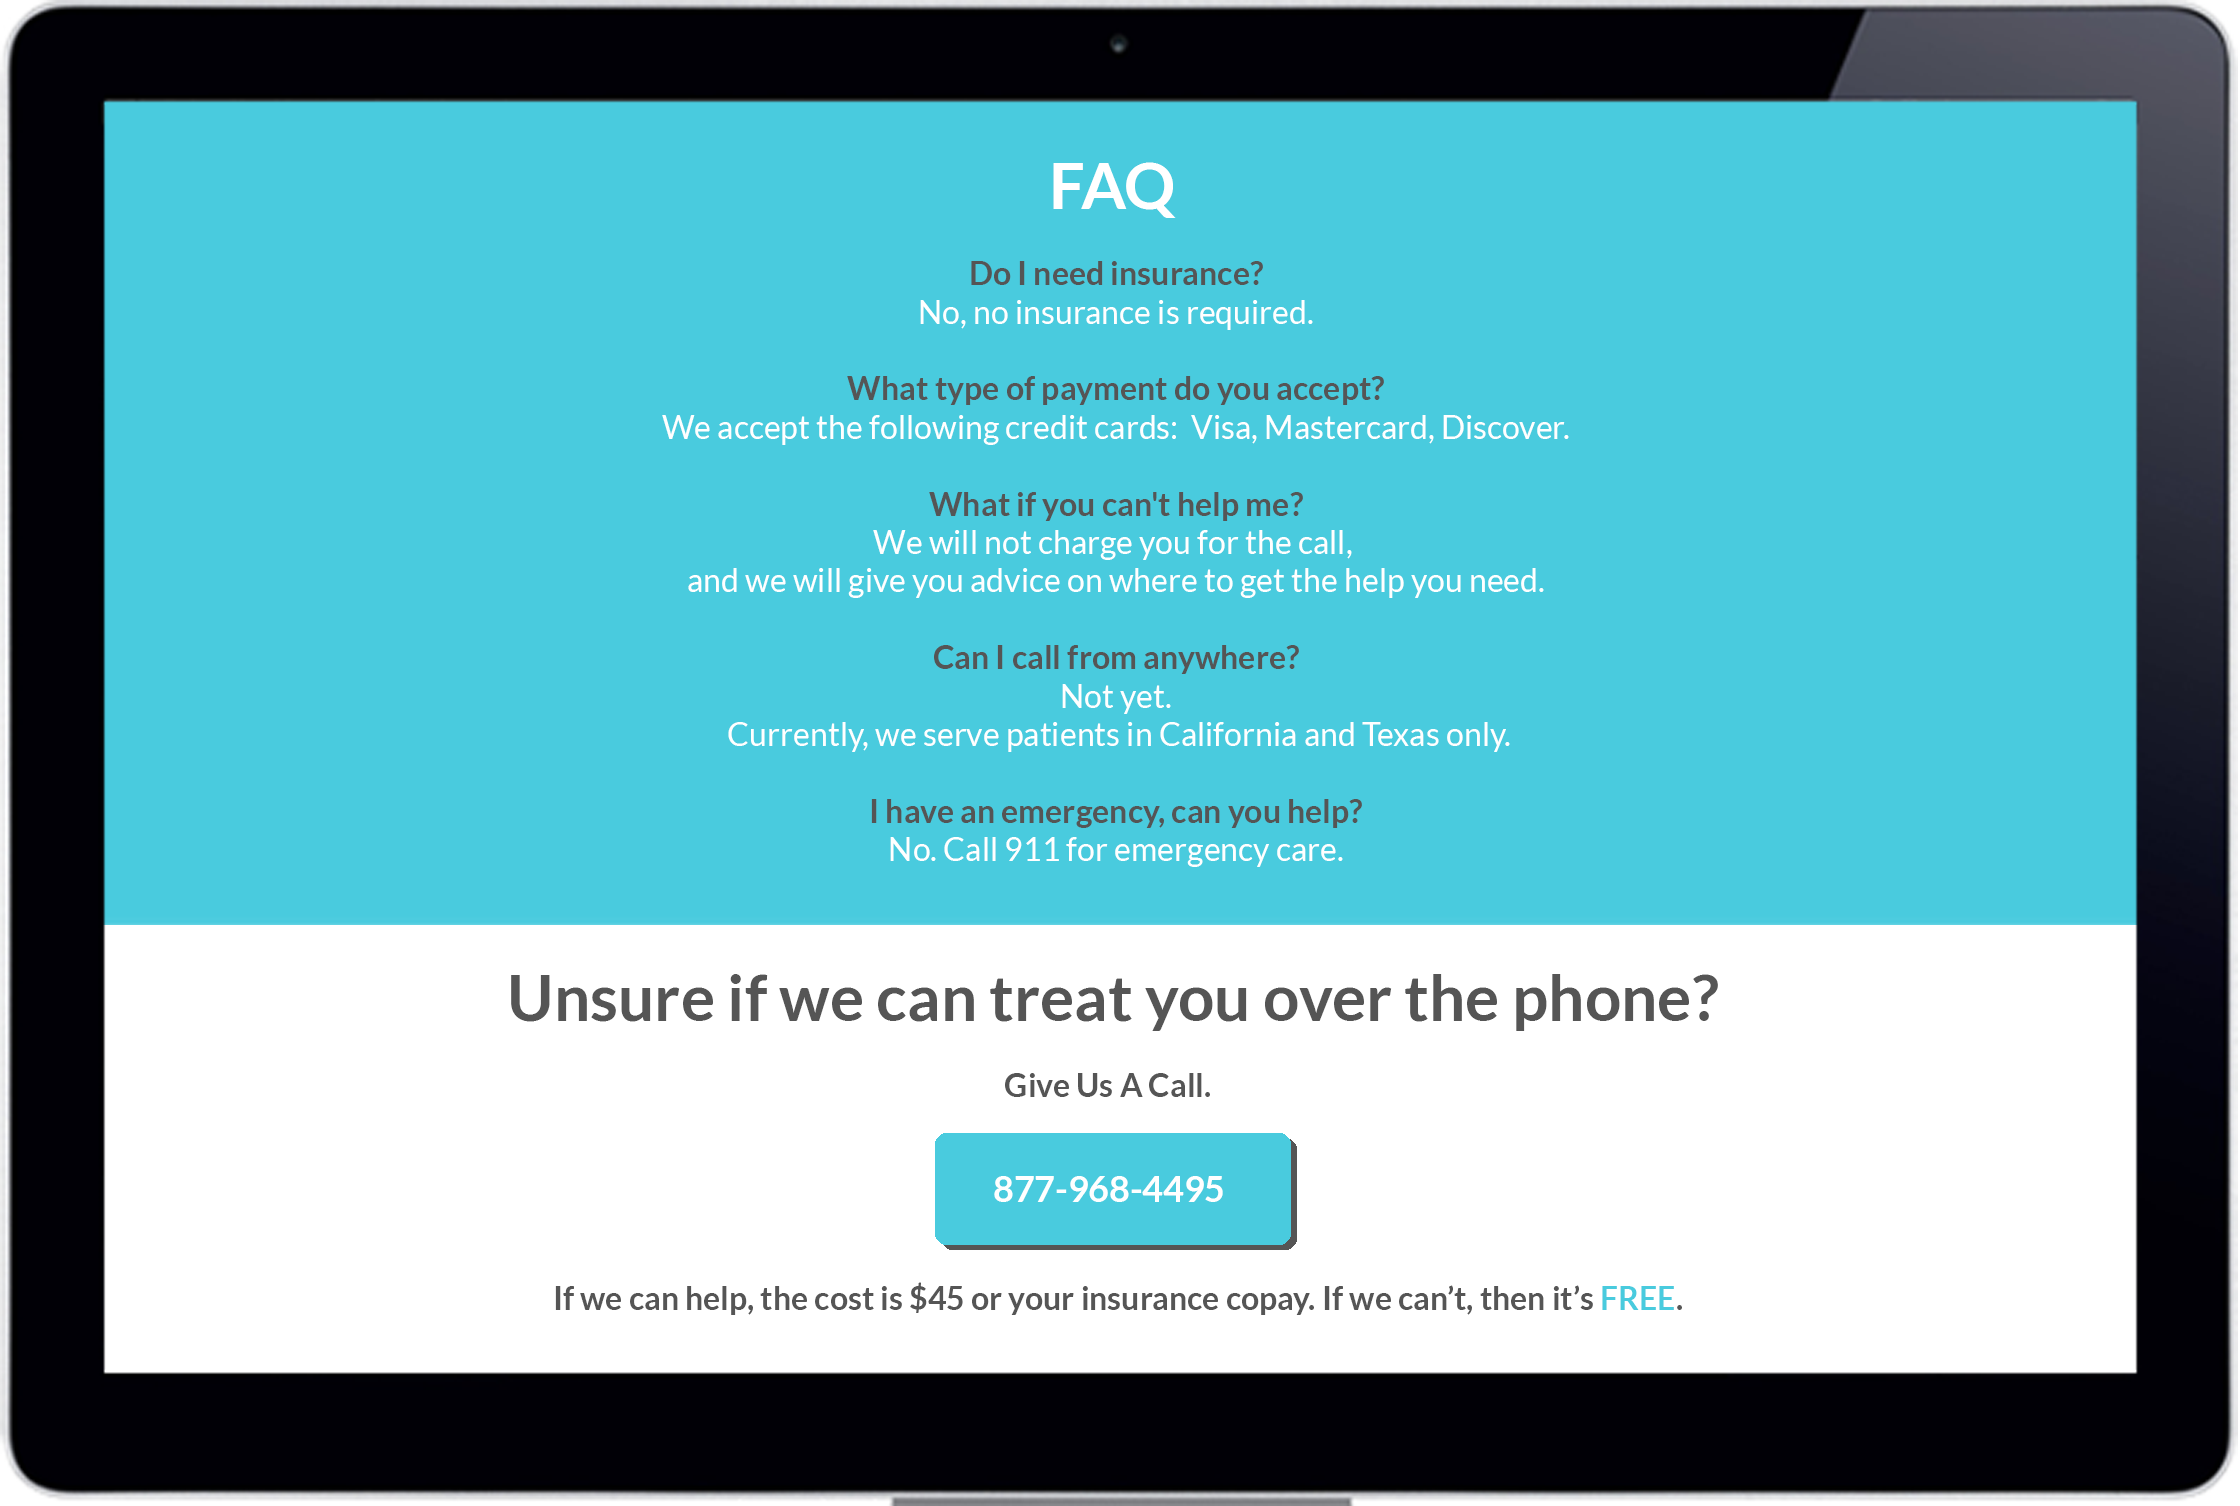 FAQ
Do I need insurance?
No, no insurance is required.
What type of payment do you accept?
We accept the following credit cards:  Visa, Mastercard, Discover.
What if you can't help me?
We will not charge you for the call,
and we will give you advice on where to get the help you need.
Can I call from anywhere?
Not yet.
Currently, we serve patients in California and Texas only.
I have an emergency, can you help?
No. Call 911 for emergency care.
Unsure if we can treat you over the phone?
Give Us A Call.
877-968-4495
If we can help, the cost is $45 or your insurance copay. If we can’t, then it’s FREE.